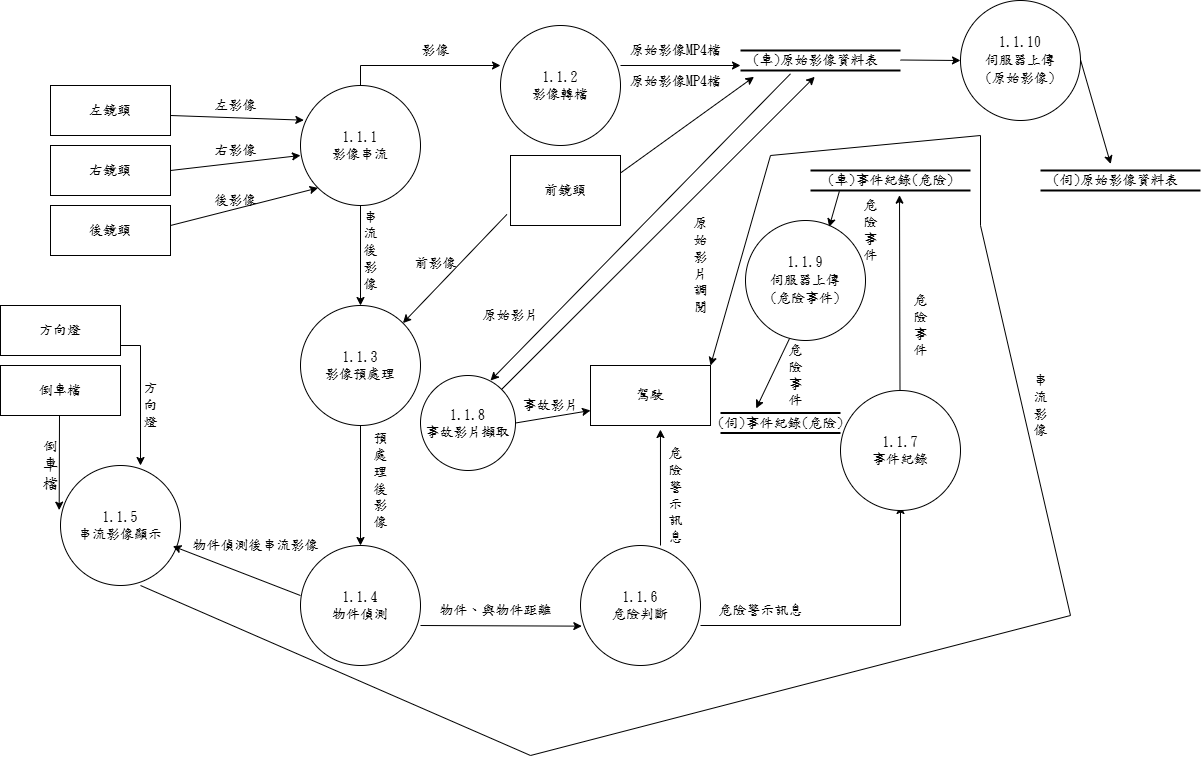 影像
原始影像MP4檔
原始影像MP4檔
(車)原始影像資料表
1.1.10
伺服器上傳
(原始影像)
1.1.2
影像轉檔
左鏡頭
左影像
1.1.1
影像串流
右鏡頭
右影像
後鏡頭
後影像
前鏡頭
(車)事件紀錄(危險)
(伺)原始影像資料表
串流後影像
前影像
原始影片調閱
危險事件
1.1.9
伺服器上傳
(危險事件)
方向燈
原始影片
危險事件
1.1.3
影像預處理
危險事件
倒車檔
方向燈
1.1.8
事故影片擷取
事故影片
駕駛
(伺)事件紀錄(危險)
1.1.7
事件紀錄
串流影像
倒車檔
預處理後影像
危險警示訊息
1.1.5
串流影像顯示
物件偵測後串流影像
1.1.4
物件偵測
物件、與物件距離
1.1.6
危險判斷
危險警示訊息